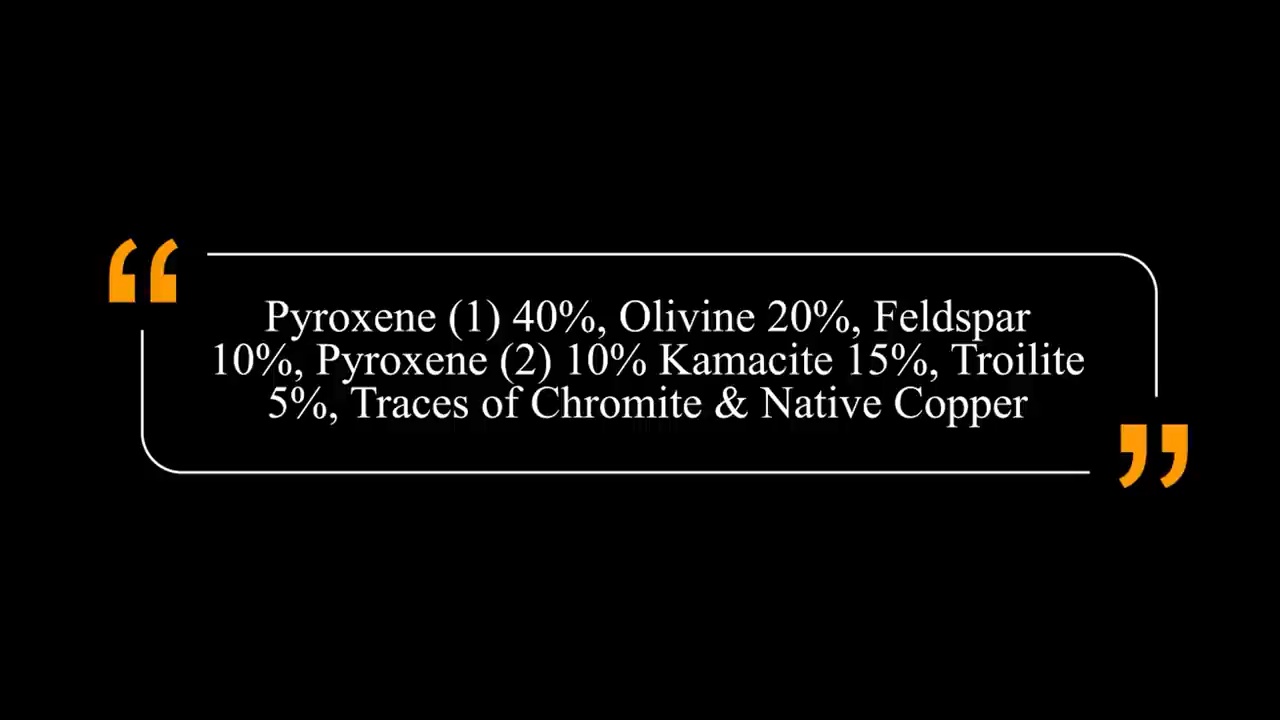 Pyroxene (1) 40%, Olivine 20%, Feldspar
10%, Pyroxene (2) 10% Kamacite 15%, Troilite
5%, Traces of Chromite & Native Copper